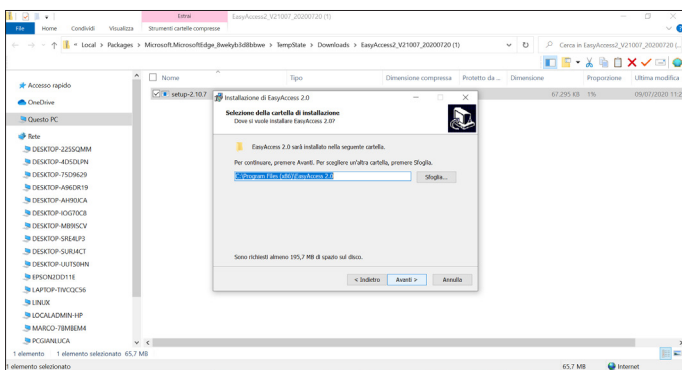 Estrai
EasyAccess2_V21007_20200720 (1)
File Home Condividi Visualizza Strumenti cartelle compresse
« Local > Packages > Microsoft.MicrosoftEdge_8wekyb3d8bbwe > TempState > Downloads > EasyAccess2_V21007_20200720 (1)
Cerca in EasyAccess2_V21007_20200720 (...
Nome Tipo Dimensione compressa Protetto da ... Dimensione Proporzione Ultima modifica
setup-2.10.7 67.295 KB 1% 09/07/2020 11:2
Accesso rapido
OneDrive
Questo PC
Rete
DESKTOP-22SSQMM
DESKTOP-4DSDLPN
DESKTOP-75D9629
DESKTOP-A96DR19
DESKTOP-AH90JCA
DESKTOP-IOG70C8
DESKTOP-MB9ISCV
DESKTOP-SRE4LP3
DESKTOP-SURJ4CT
DESKTOP-UUTS0HN
EPSON2DD11E
LAPTOP-TIVCQC56
LINUX
LOCALADMIN-HP
MARCO-78MBEM4
PCGIANLUCA
Installazione di EasyAccess 2.0
Selezione della cartella di installazione
Dove si vuole installare EasyAccess 2.0?
EasyAccess 2.0 sarà installato nella seguente cartella.
Per continuare, premere Avanti. Per scegliere un'altra cartella, premere Sfoglia.
C:\Program Files (x86)\EasyAccess 2.0
Sfoglia...
Sono richiesti almeno 195,7 MB di spazio sul disco.
< Indietro Avanti > Annulla
1 elemento 1 elemento selezionato 65,7 MB
1 elemento selezionato 65,7 MB Internet